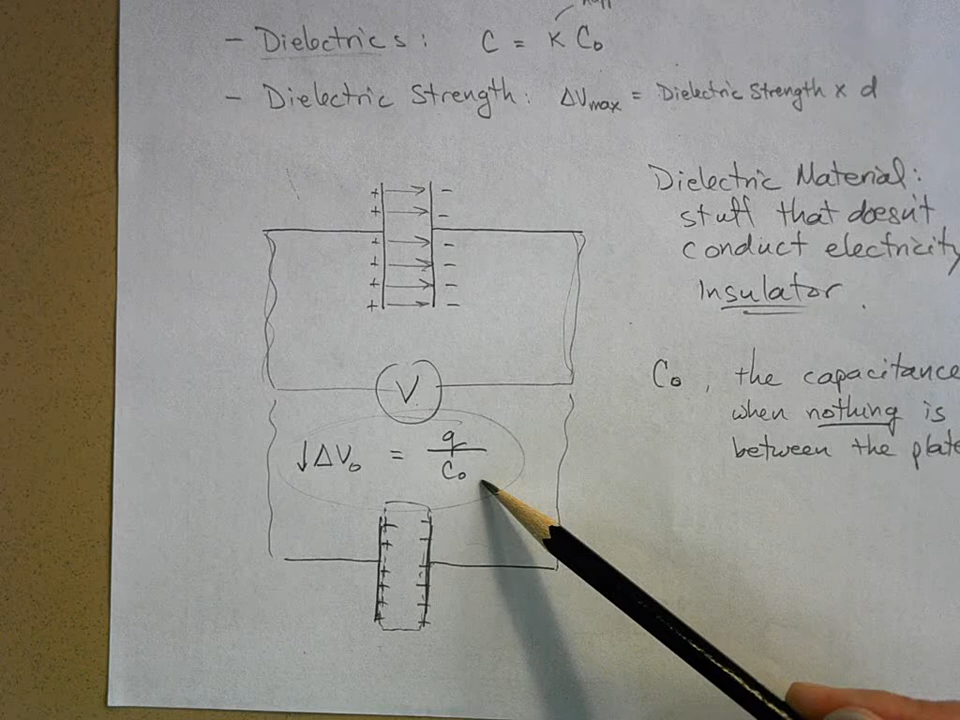 - Dielectrics: C = K C₀
- Dielectric Strength: ΔVmax = Dielectric Strength x d
Dielectric Material:
stuff that doesn't
conduct electricity
Insulator.
+ -
+ -
+ -
+ -
+ -
+ -
V
C₀, the capacitance
when nothing is
between the plate
↓ΔV₀ = q/C₀